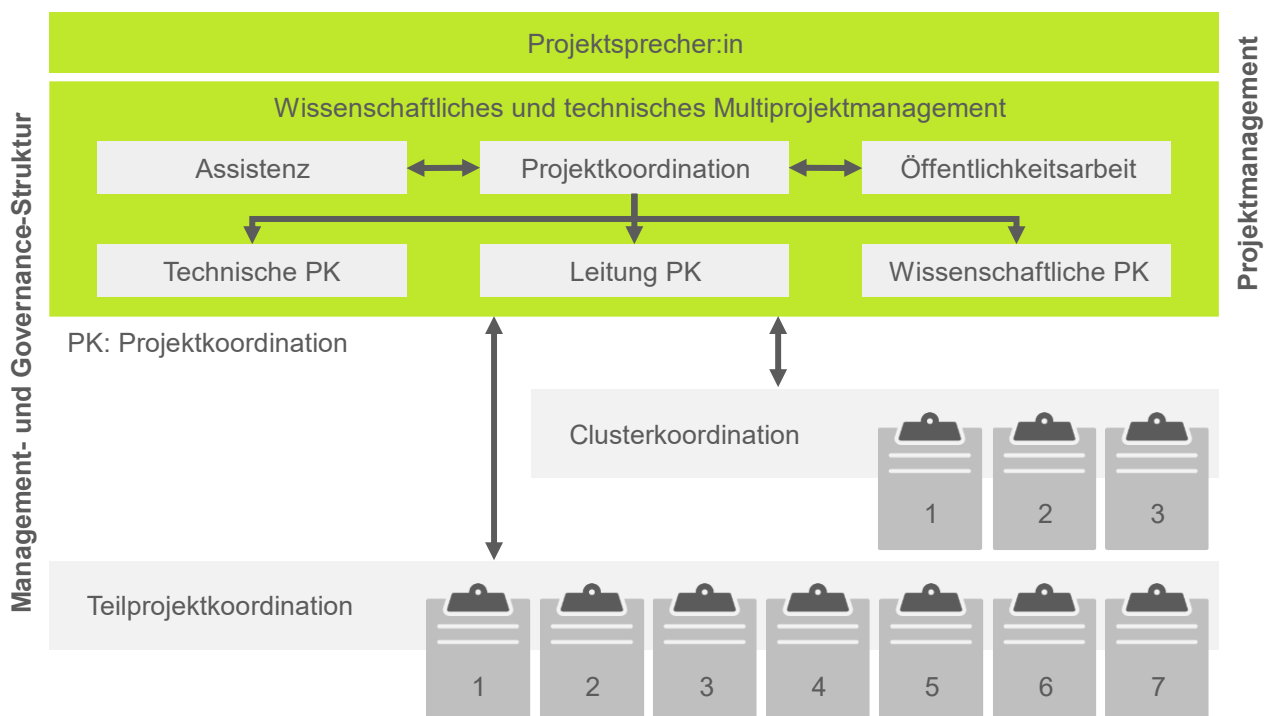 Projektsprecher:in
Wissenschaftliches und technisches Multiprojektmanagement
Assistenz
Projektkoordination
Öffentlichkeitsarbeit
Technische PK
Leitung PK
Wissenschaftliche PK
PK: Projektkoordination
Clusterkoordination
1
2
3
Teilprojektkoordination
1
2
3
4
5
6
7
Management- und Governance-Struktur
Projektmanagement